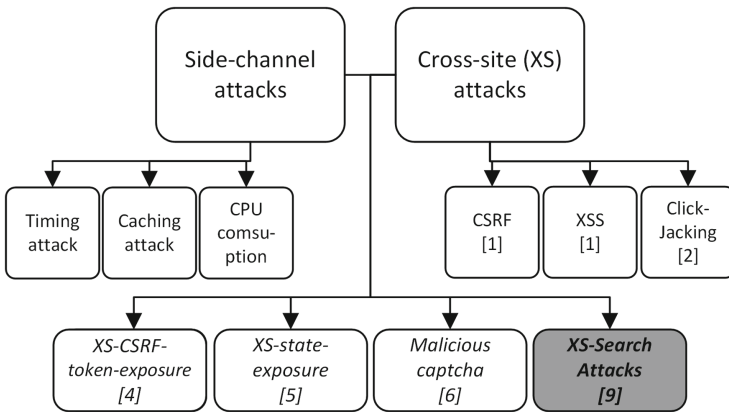 Side-channel
attacks
Cross-site (XS)
attacks
Timing
attack
Caching
attack
CPU
comsu-
ption
CSRF
[1]
XSS
[1]
Click-
Jacking
[2]
XS-CSRF-
token-exposure
[4]
XS-state-
exposure
[5]
Malicious
captcha
[6]
XS-Search
Attacks
[9]